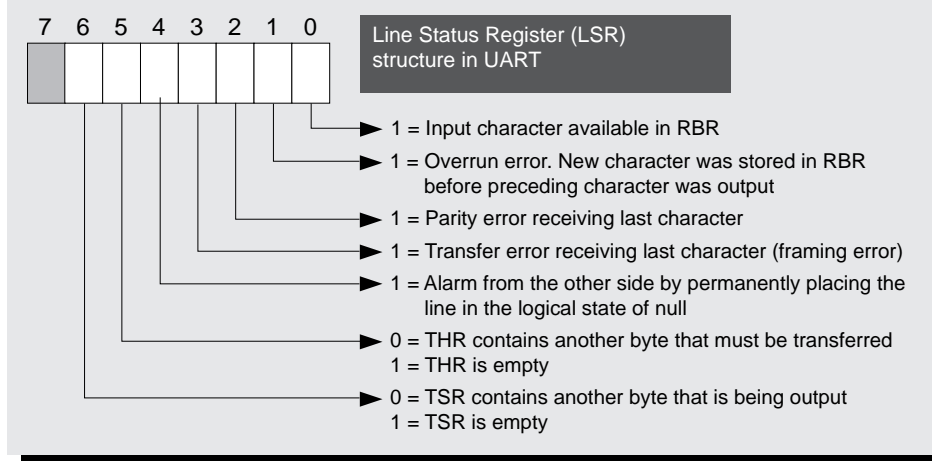 7 6 5 4 3 2 1 0
Line Status Register (LSR)
structure in UART
1 = Input character available in RBR
1 = Overrun error. New character was stored in RBR
before preceding character was output
1 = Parity error receiving last character
1 = Transfer error receiving last character (framing error)
1 = Alarm from the other side by permanently placing the
line in the logical state of null
0 = THR contains another byte that must be transferred
1 = THR is empty
0 = TSR contains another byte that is being output
1 = TSR is empty